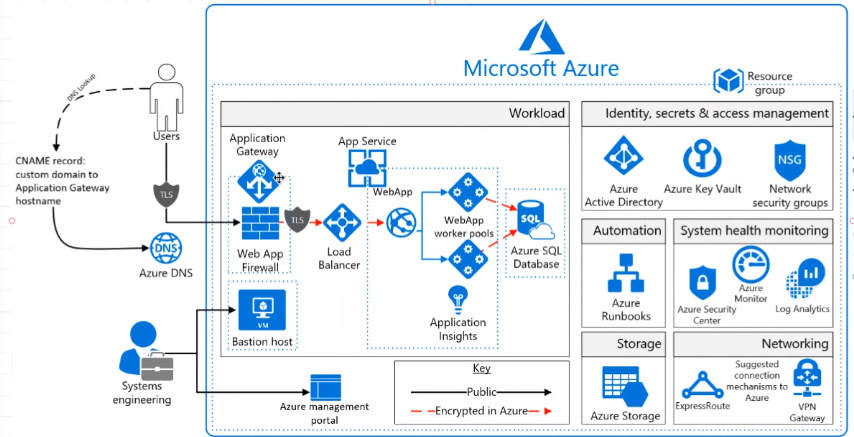 Microsoft Azure
Resource
group
DNS Lookup
Users
CNAME record:
custom domain to
Application Gateway
hostname
TLS
DNS
Azure DNS
Systems
engineering
Workload
Application
Gateway
App Service
WebApp
TLS
Web App
Firewall
Load
Balancer
WebApp
worker pools
SQL
Azure SQL
Database
VM
Bastion host
Application
Insights
Key
Public
Encrypted in Azure
Azure management
portal
Identity, secrets & access management
Azure
Active Directory
Azure Key Vault
NSG
Network
security groups
Automation
Azure
Runbooks
System health monitoring
Azure Security
Center
Azure
Monitor
Log Analytics
Storage
Azure Storage
Networking
Suggested
connection
mechanisms to
Azure
ExpressRoute
VPN
Gateway